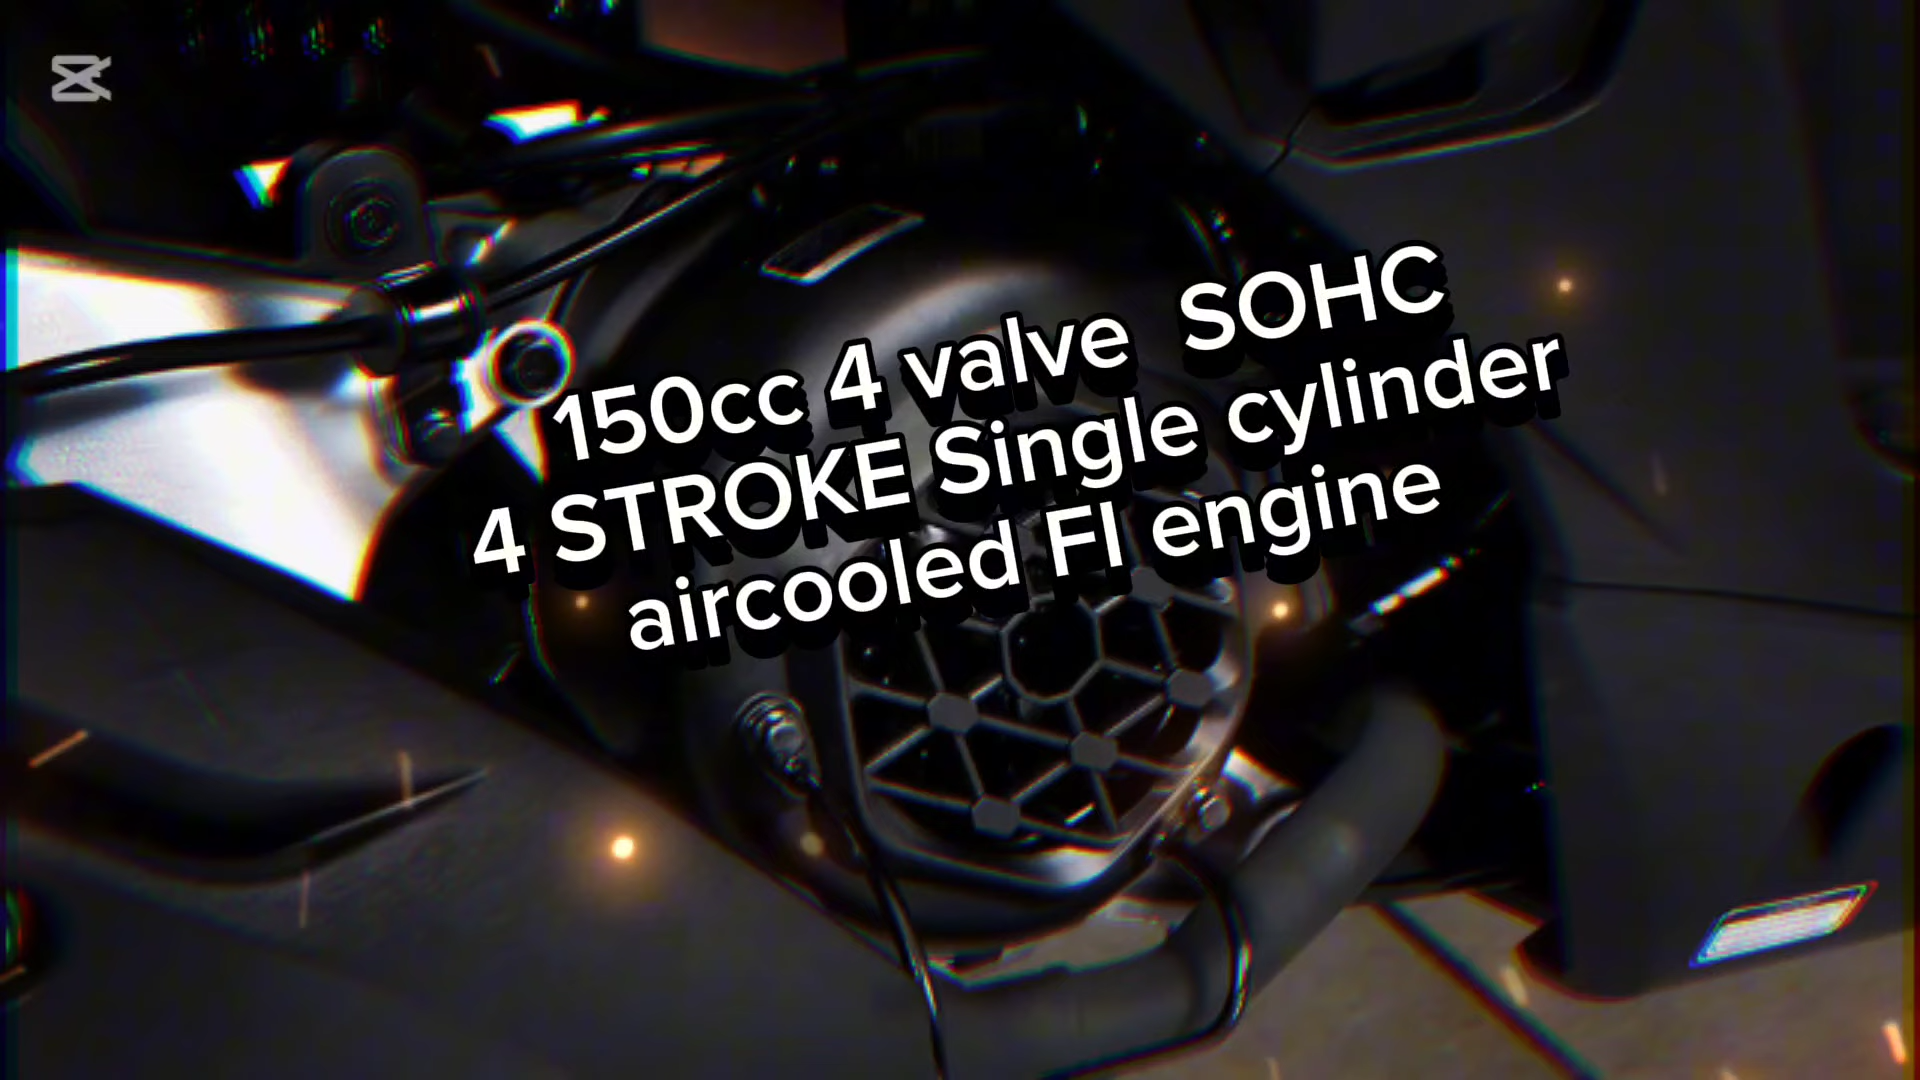 150cc 4 valve  SOHC
4 STROKE Single cylinder
aircooled FI engine